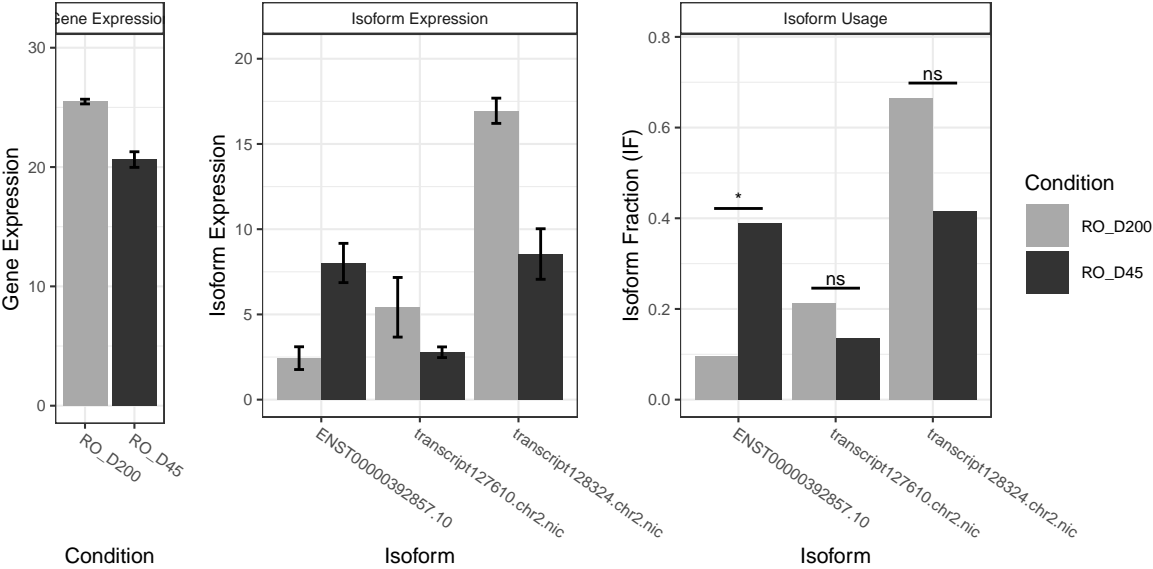 Gene Expression
Isoform Expression
Isoform Usage
Gene Expression
30
20
10
0
RO_D200
RO_D45
Condition
Isoform Expression
20
15
10
5
0
ENST00000392857.10
transcript127610.chr2.nic
transcript128324.chr2.nic
Isoform
Isoform Fraction (IF)
0.8
0.6
0.4
0.2
0.0
*
ns
ns
ENST00000392857.10
transcript127610.chr2.nic
transcript128324.chr2.nic
Isoform
Condition
RO_D200
RO_D45